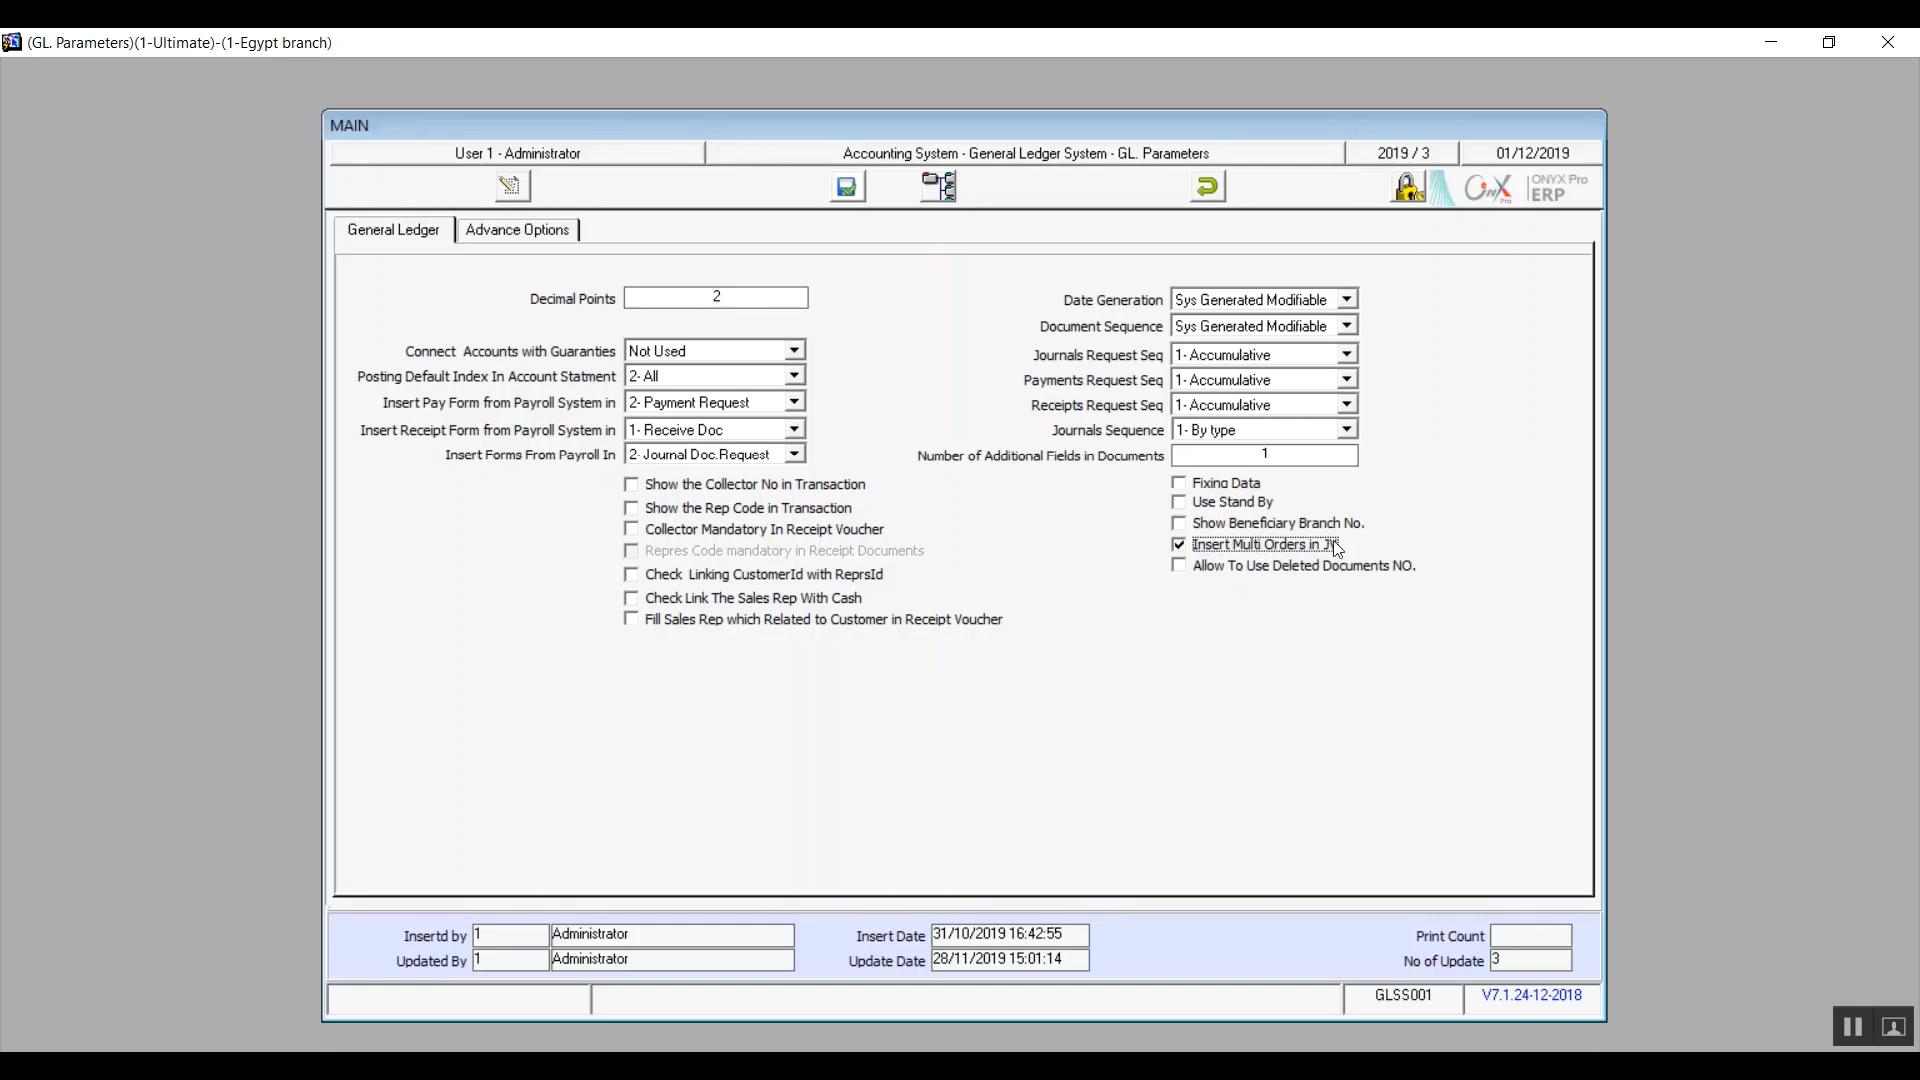 (GL. Parameters)(1-Ultimate)-(1-Egypt branch)
MAIN
User 1 - Administrator
Accounting System - General Ledger System - GL. Parameters
2019 / 3
01/12/2019
Onyx Pro
ONYX Pro
ERP
General Ledger
Advance Options
Decimal Points 2
Connect Accounts with Guaranties Not Used
Posting Default Index In Account Statment 2- All
Insert Pay Form from Payroll System in 2- Payment Request
Insert Receipt Form from Payroll System in 1- Receive Doc
Insert Forms From Payroll In 2- Journal Doc.Request
Show the Collector No in Transaction
Show the Rep Code in Transaction
Collector Mandatory In Receipt Voucher
Repres Code mandatory in Receipt Documents
Check Linking CustomerId with ReprsId
Check Link The Sales Rep With Cash
Fill Sales Rep which Related to Customer in Receipt Voucher
Date Generation Sys Generated Modifiable
Document Sequence Sys Generated Modifiable
Journals Request Seq 1- Accumulative
Payments Request Seq 1- Accumulative
Receipts Request Seq 1- Accumulative
Journals Sequence 1- By type
Number of Additional Fields in Documents 1
Fixing Data
Use Stand By
Show Beneficiary Branch No.
Insert Multi Orders in
Allow To Use Deleted Documents NO.
Insertd by 1 Administrator
Insert Date 31/10/2019 16:42:55
Print Count
Updated By 1 Administrator
Update Date 28/11/2019 15:01:14
No of Update 3
GLSS001
V7.1.24-12-2018